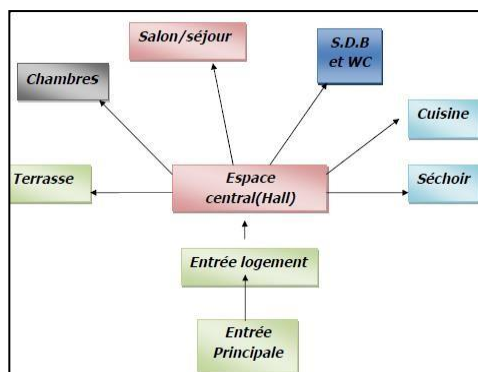 Salon/séjour
S.D.B
et WC
Chambres
Cuisine
Terrasse
Espace
central(Hall)
Séchoir
Entrée logement
Entrée
Principale